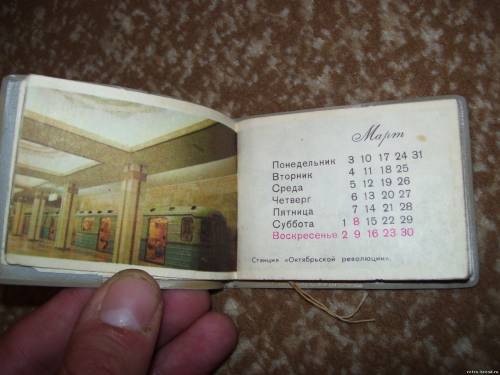 Март
Понедельник 3 10 17 24 31
Вторник 4 11 18 25
Среда 5 12 19 26
Четверг 6 13 20 27
Пятница 7 14 21 28
Суббота 1 8 15 22 29
Воскресенье 2 9 16 23 30
Станция «Октябрьской революции».